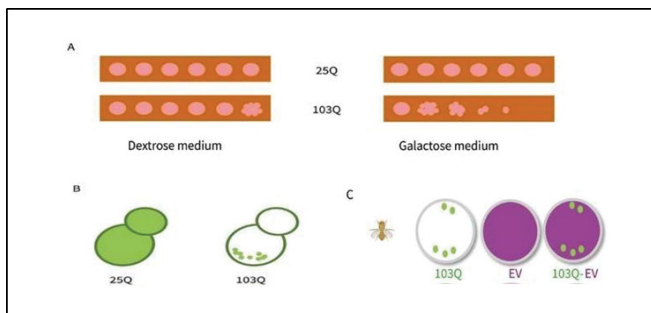 A
25Q
103Q
Dextrose medium
Galactose medium
B
25Q
103Q
C
103Q
EV
103Q-EV